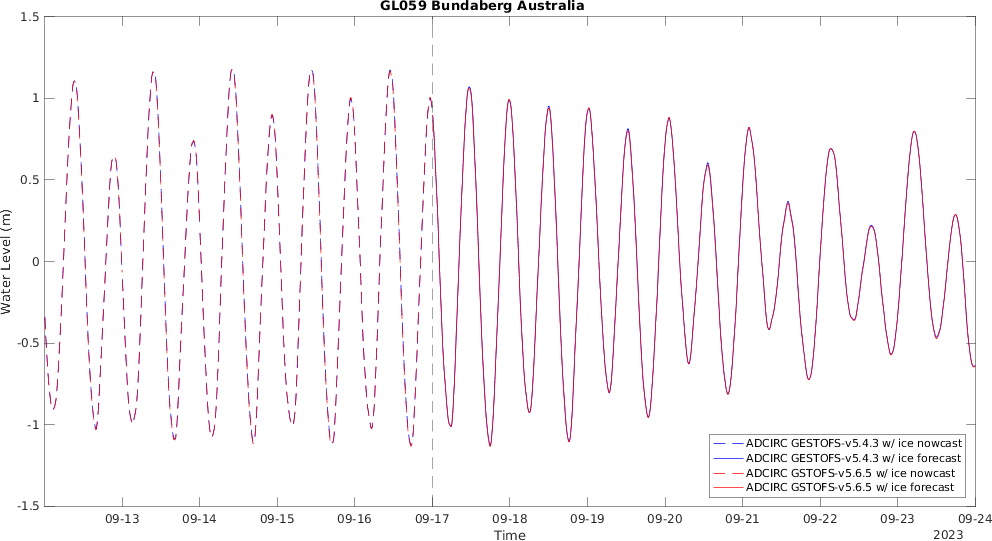 GL059 Bundaberg Australia
1.5
1
0.5
0
-0.5
-1
-1.5
Water Level (m)
ADCIRC GESTOFS-v5.4.3 w/ ice nowcast
ADCIRC GESTOFS-v5.4.3 w/ ice forecast
ADCIRC GSTOFS-v5.6.5 w/ ice nowcast
ADCIRC GSTOFS-v5.6.5 w/ ice forecast
09-13 09-14 09-15 09-16 09-17 09-18 09-19 09-20 09-21 09-22 09-23 09-24
Time
2023